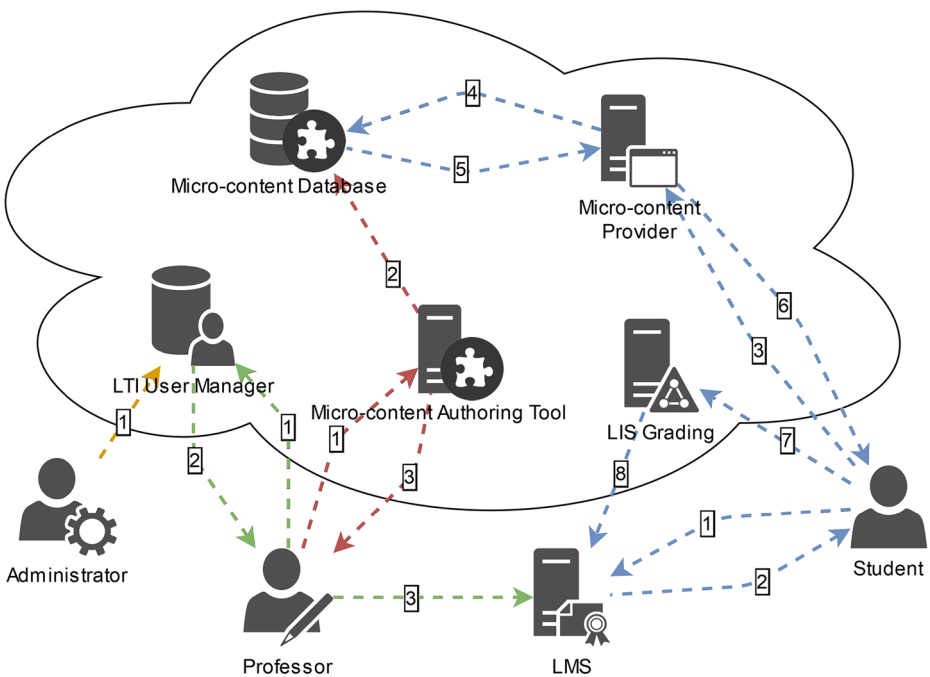 4
5
Micro-content Database
Micro-content
Provider
2
6
3
LTI User Manager
Micro-content Authoring Tool
LIS Grading
1
1
1
7
2
3
8
1
Administrator
Student
3
2
Professor
LMS